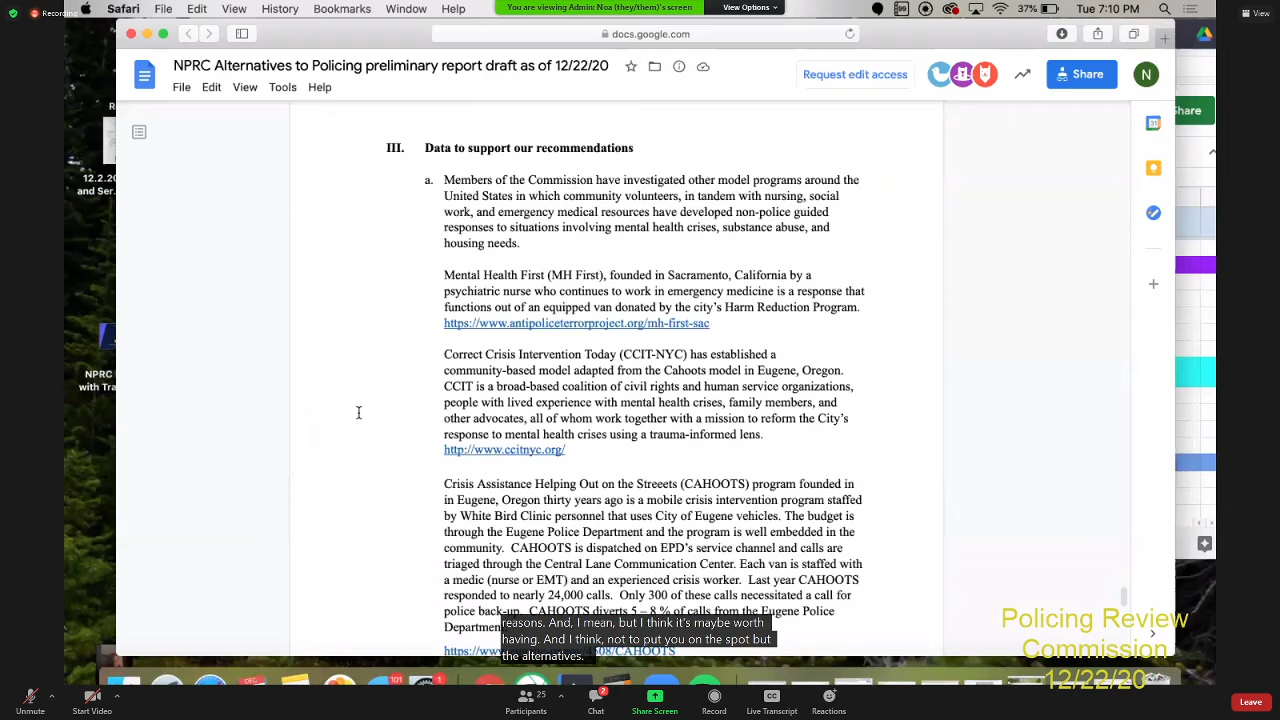 Recording
Safari File Edit View History Bookmarks Window Help
You are viewing Admin: Noa (they/them)'s screen
View Options
37% Tue 7:10 PM
View
docs.google.com
NPRC Alternatives to Policing preliminary report draft as of 12/22/20
Request edit access
Share
N
File Edit View Tools Help
III. Data to support our recommendations
a. Members of the Commission have investigated other model programs around the
United States in which community volunteers, in tandem with nursing, social
work, and emergency medical resources have developed non-police guided
responses to situations involving mental health crises, substance abuse, and
housing needs.
Mental Health First (MH First), founded in Sacramento, California by a
psychiatric nurse who continues to work in emergency medicine is a response that
functions out of an equipped van donated by the city's Harm Reduction Program.
https://www.antipoliceterrorproject.org/mh-first-sac
Correct Crisis Intervention Today (CCIT-NYC) has established a
community-based model adapted from the Cahoots model in Eugene, Oregon.
CCIT is a broad-based coalition of civil rights and human service organizations,
people with lived experience with mental health crises, family members, and
other advocates, all of whom work together with a mission to reform the City's
response to mental health crises using a trauma-informed lens.
http://www.ccitnyc.org/
Crisis Assistance Helping Out on the Streeets (CAHOOTS) program founded in
in Eugene, Oregon thirty years ago is a mobile crisis intervention program staffed
by White Bird Clinic personnel that uses City of Eugene vehicles. The budget is
through the Eugene Police Department and the program is well embedded in the
community. CAHOOTS is dispatched on EPD's service channel and calls are
triaged through the Central Lane Communication Center. Each van is staffed with
a medic (nurse or EMT) and an experienced crisis worker. Last year CAHOOTS
responded to nearly 24,000 calls. Only 300 of these calls necessitated a call for
police back-up. CAHOOTS diverts 5 – 8 % of calls from the Eugene Police
Department
4508/CAHOOTS
reasons. And, I mean, but I think it's maybe worth
having. And I think, not to put you on the spot but
the alternatives.
12.2.20
and Ser
NPRC
with Tra
Policing Review
Commission
12/22/20
Unmute
Start Video
Participants 25
Chat 2
Share Screen
Record
Live Transcript
Reactions
Leave